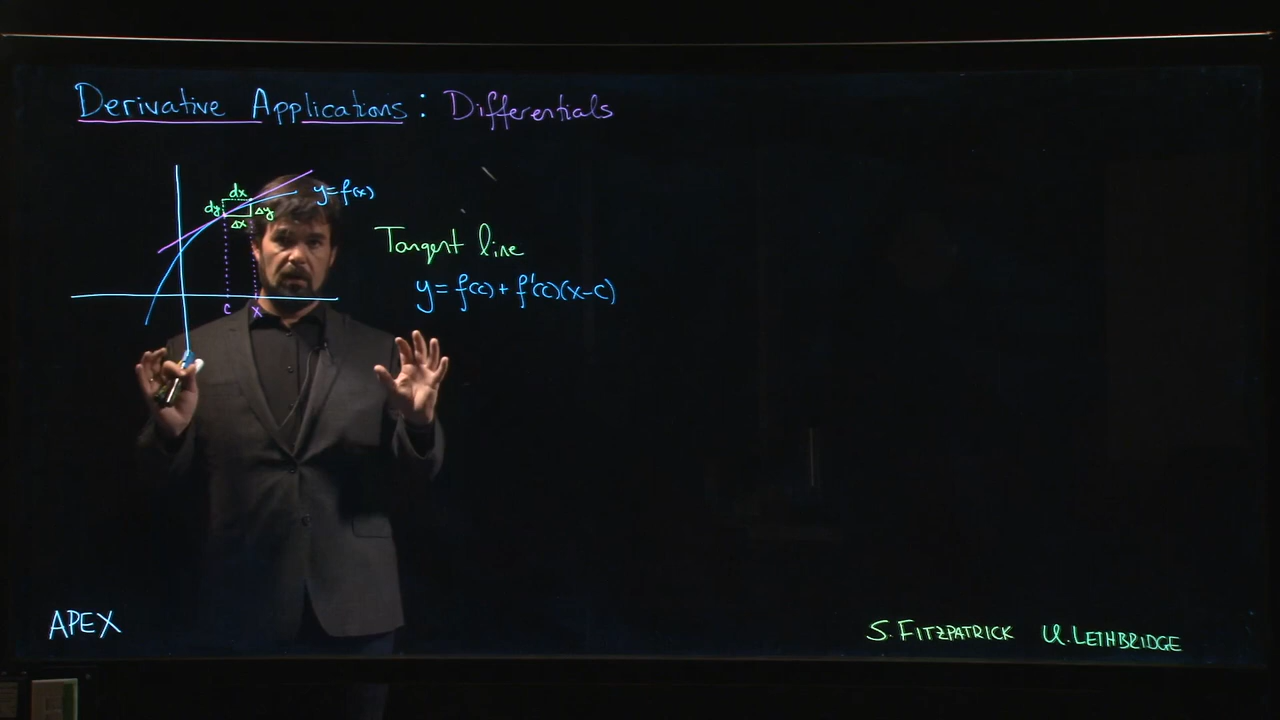 Derivative Applications: Differentials
y=f(x)
dx
dy
Δy
Δx
c x
Tangent line
y = f(c) + f'(c)(x-c)
APEX
S. FITZPATRICK U. LETHBRIDGE